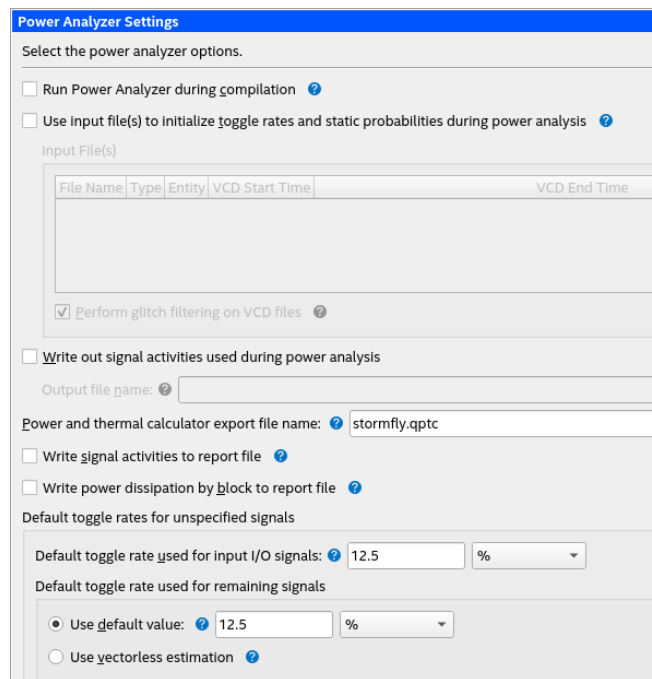 Power Analyzer Settings
Select the power analyzer options.
Run Power Analyzer during compilation ?
Use input file(s) to initialize toggle rates and static probabilities during power analysis ?
Input File(s)
File Name Type Entity VCD Start Time VCD End Time
Perform glitch filtering on VCD files ?
Write out signal activities used during power analysis
Output file name: ?
Power and thermal calculator export file name: ? stormfly.qptc
Write signal activities to report file ?
Write power dissipation by block to report file ?
Default toggle rates for unspecified signals
Default toggle rate used for input I/O signals: ? 12.5 %
Default toggle rate used for remaining signals
Use default value: ? 12.5 %
Use vectorless estimation ?